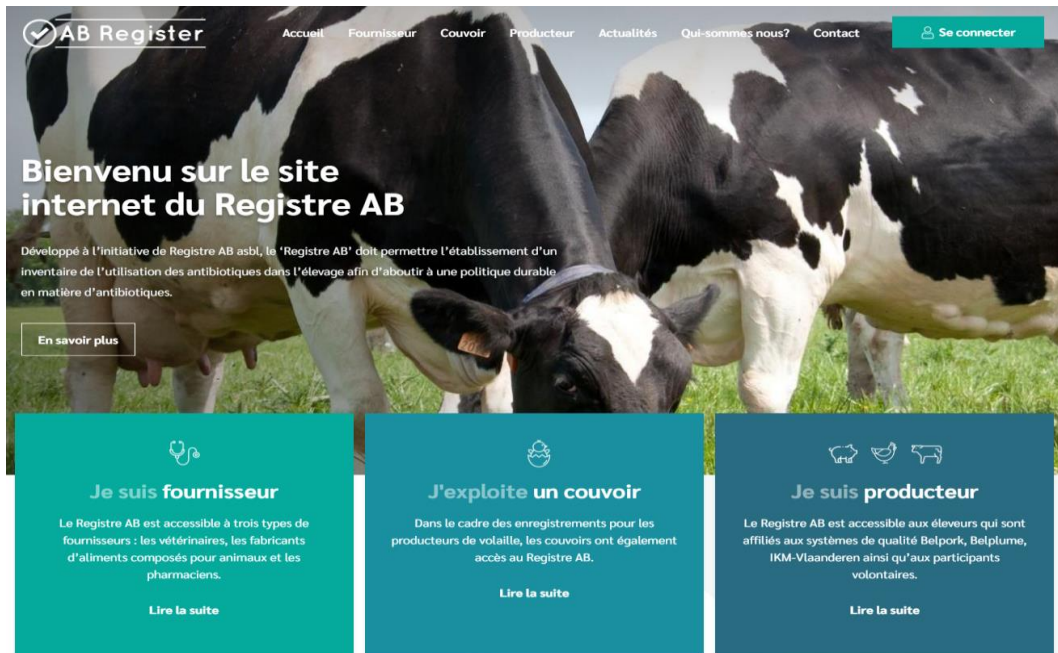 AB Register
Accueil Fournisseur Couvoir Producteur Actualités Qui-sommes nous? Contact Se connecter
Bienvenu sur le site
internet du Registre AB
Développé à l'initiative de Registre AB asbl, le 'Registre AB' doit permettre l'établissement d'un
inventaire de l'utilisation des antibiotiques dans l'élevage afin d'aboutir à une politique durable
en matière d'antibiotiques.
En savoir plus
Je suis fournisseur
Le Registre AB est accessible à trois types de
fournisseurs : les vétérinaires, les fabricants
d'aliments composés pour animaux et les
pharmaciens.
Lire la suite
J'exploite un couvoir
Dans le cadre des enregistrements pour les
producteurs de volaille, les couvoirs ont également
accès au Registre AB.
Lire la suite
Je suis producteur
Le Registre AB est accessible aux éleveurs qui sont
affiliés aux systèmes de qualité Belpork, Belplume,
IKM-Vlaanderen ainsi qu'aux participants
volontaires.
Lire la suite